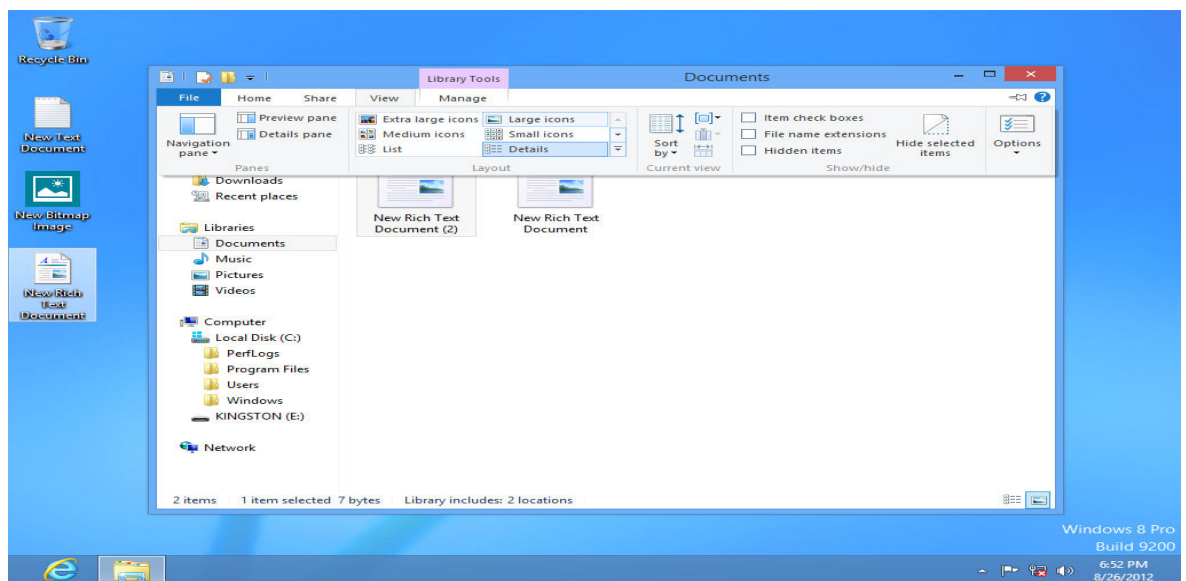 Recycle Bin
New Text
Document
New Bitmap
Image
New Rich
Text
Document
Library Tools
Documents
File Home Share View Manage
Navigation
pane
Preview pane
Details pane
Panes
Extra large icons Large icons
Medium icons Small icons
List Details
Layout
Sort
by
Current view
Item check boxes
File name extensions
Hidden items
Hide selected
items
Show/hide
Options
Downloads
Recent places
Libraries
Documents
Music
Pictures
Videos
Computer
Local Disk (C:)
PerfLogs
Program Files
Users
Windows
KINGSTON (E:)
Network
New Rich Text
Document (2)
New Rich Text
Document
2 items 1 item selected 7 bytes Library includes: 2 locations
Windows 8 Pro
Build 9200
6:52 PM
8/26/2012